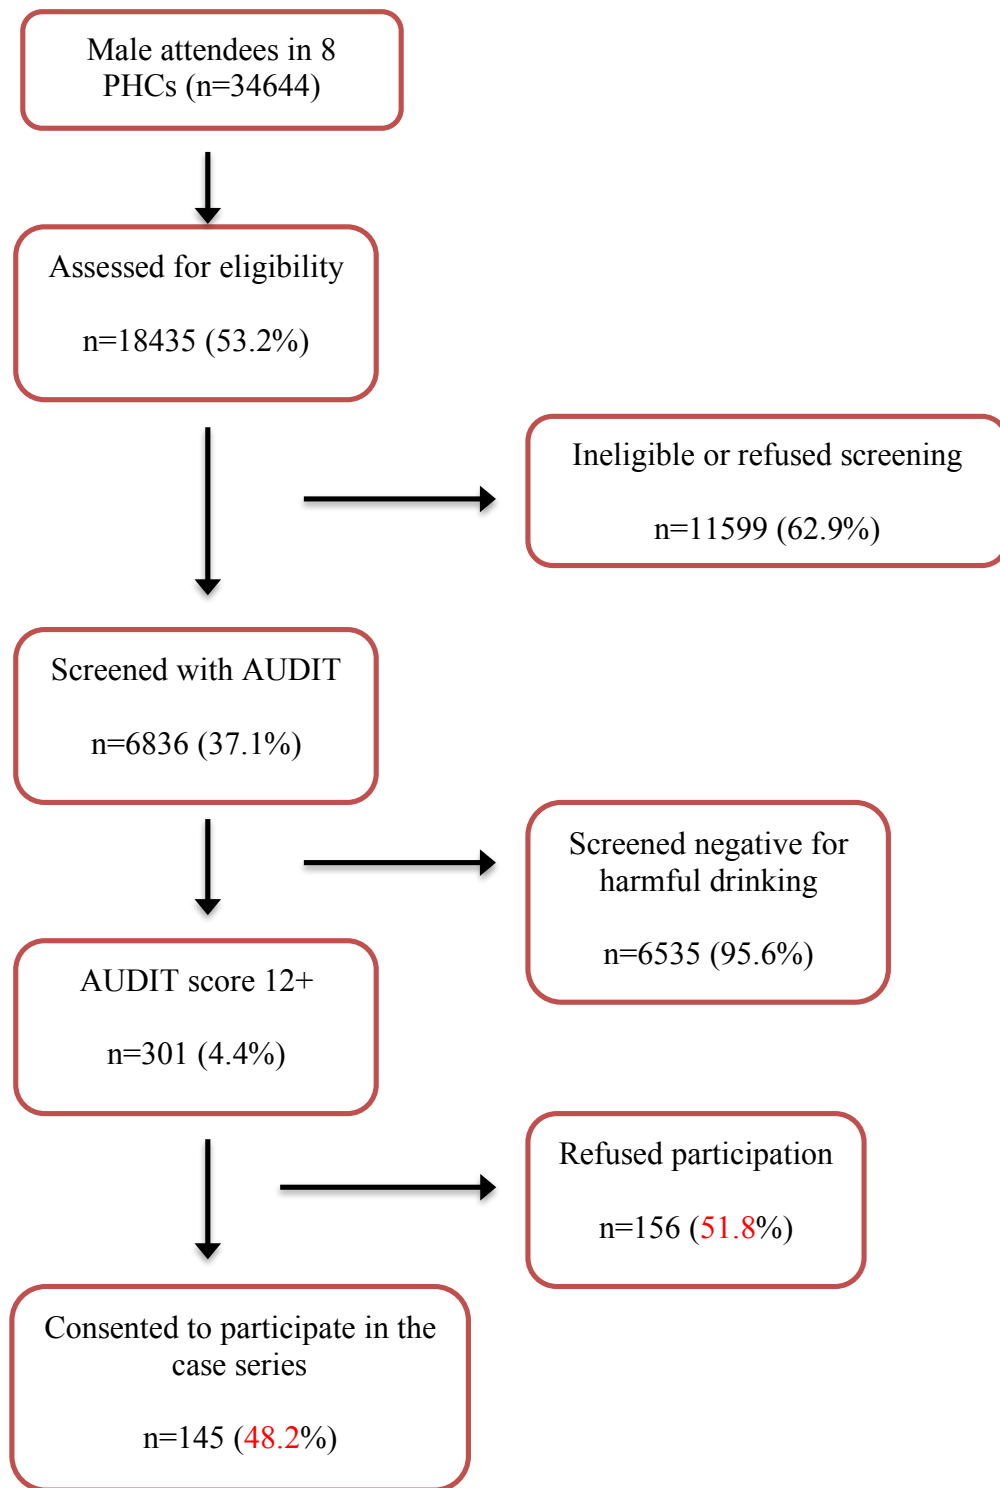 Male attendees in 8
PHCs (n=34644)
Assessed for eligibility
n=18435 (53.2%)
Ineligible or refused screening
n=11599 (62.9%)
Screened with AUDIT
n=6836 (37.1%)
Screened negative for
harmful drinking
n=6535 (95.6%)
AUDIT score 12+
n=301 (4.4%)
Refused participation
n=156 (51.8%)
Consented to participate in the
case series
n=145 (48.2%)